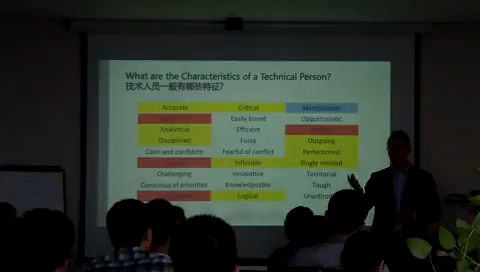 What are the Characteristics of a Technical Person?
技术人员一般有哪些特征?
Accurate Critical Manipulative
Easily bored Opportunistic
Analytical Efficient
Disciplined Fussy Outgoing
Calm and confident Fearful of conflict Perfectionist
Inflexible Single minded
Challenging Innovative Territorial
Conscious of priorities Knowledgeable Tough
Logical